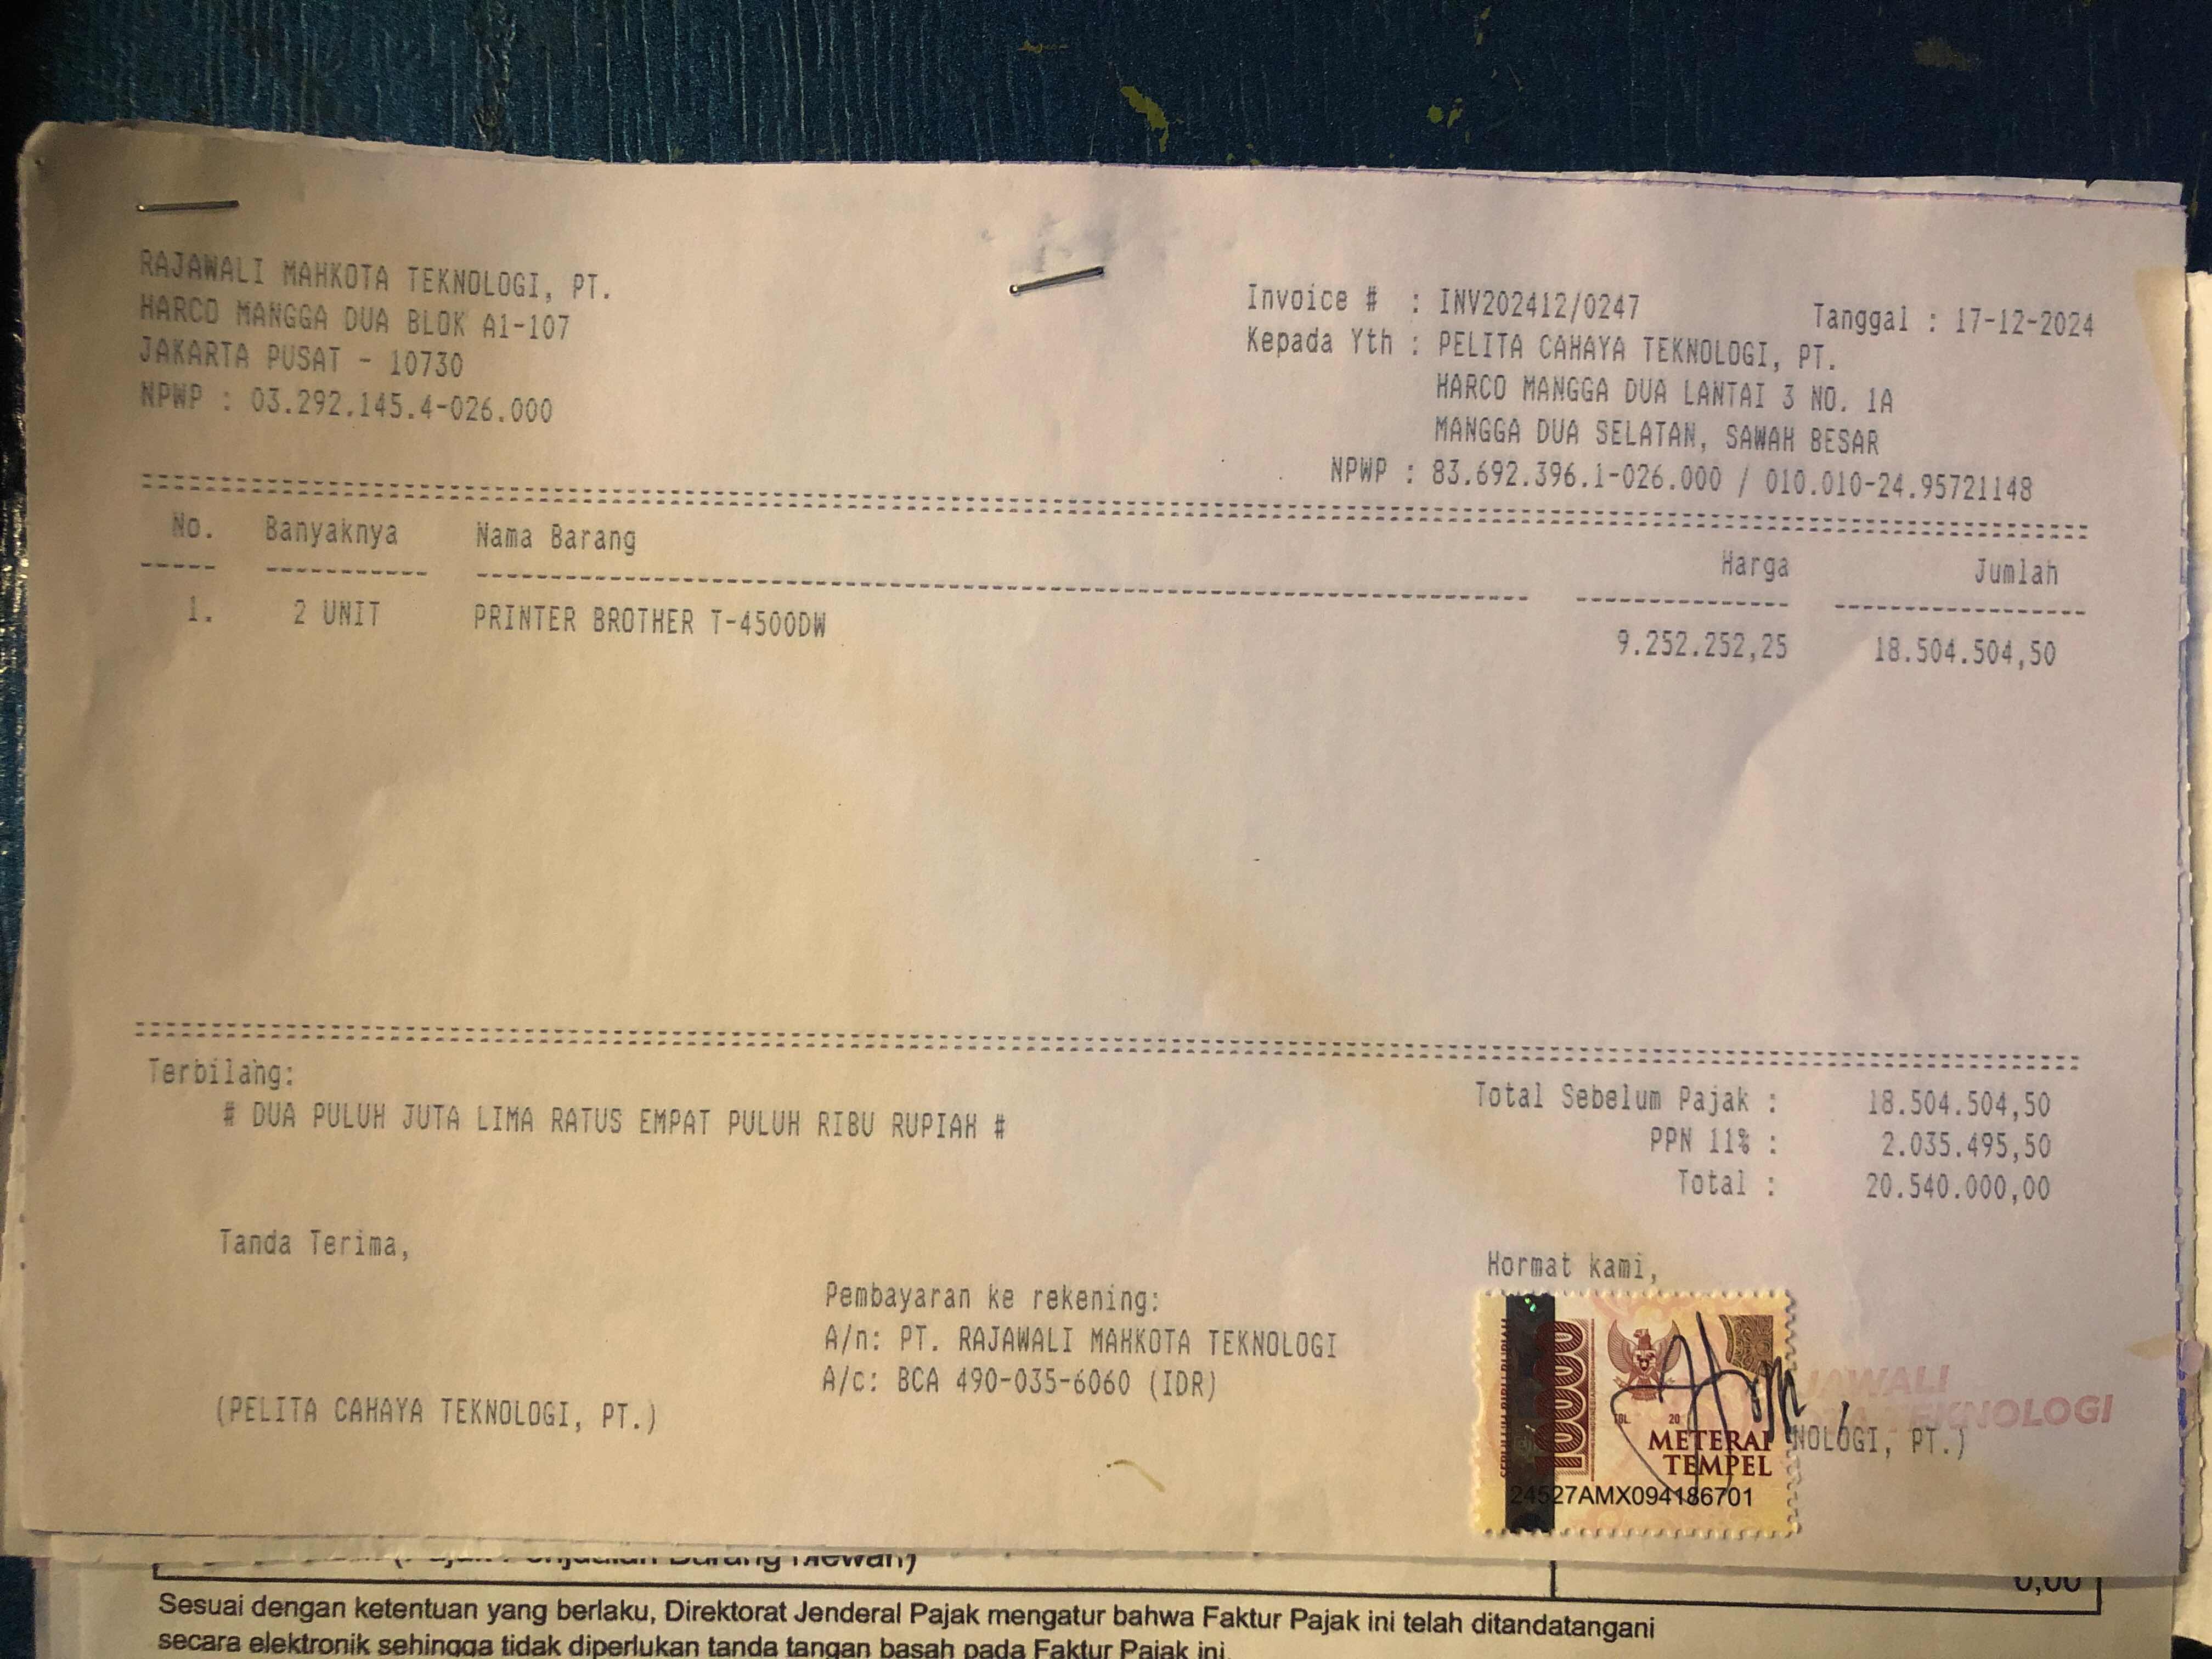 RAJAWALI MAHKOTA TEKNOLOGI, PT.
HARCO MANGGA DUA BLOK A1-107
JAKARTA PUSAT - 10730
NPWP : 03.292.145.4-026.000
Invoice # : INV202412/0247 Tanggal : 17-12-2024
Kepada Yth : PELITA CAHAYA TEKNOLOGI, PT.
HARCO MANGGA DUA LANTAI 3 NO. 1A
MANGGA DUA SELATAN, SAWAH BESAR
NPWP : 83.692.396.1-026.000 / 010.010-24.95721148
No. Banyaknya Nama Barang Harga Jumlah
1. 2 UNIT PRINTER BROTHER T-4500DW 9.252.252,25 18.504.504,50
Terbilang:
# DUA PULUH JUTA LIMA RATUS EMPAT PULUH RIBU RUPIAH #
Total Sebelum Pajak : 18.504.504,50
PPN 11% : 2.035.495,50
Total : 20.540.000,00
Tanda Terima,
(PELITA CAHAYA TEKNOLOGI, PT.)
Pembayaran ke rekening:
A/n: PT. RAJAWALI MAHKOTA TEKNOLOGI
A/c: BCA 490-035-6060 (IDR)
Hormat kami,
10000
TBL 20
METERAI
TEMPEL
24527AMX094186701
JAWALI
TEKNOLOGI
NOLOGI, PT.)
0,00
Sesuai dengan ketentuan yang berlaku, Direktorat Jenderal Pajak mengatur bahwa Faktur Pajak ini telah ditandatangani
secara elektronik sehingga tidak diperlukan tanda tangan basah pada Faktur Pajak ini.